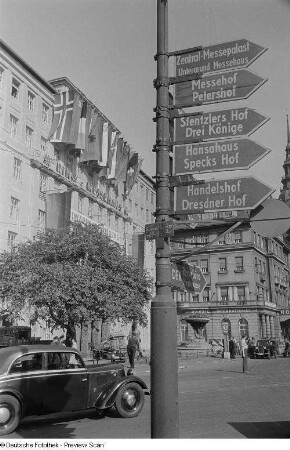 Zentral-Messepalast
Unterarund Messehaus
Messehof
Petershof
Stentzlers Hof
Drei Könige
Hansahaus
Specks Hof
Handelshof
Dresdner Hof
© Deutsche Fotothek - Preview Scan